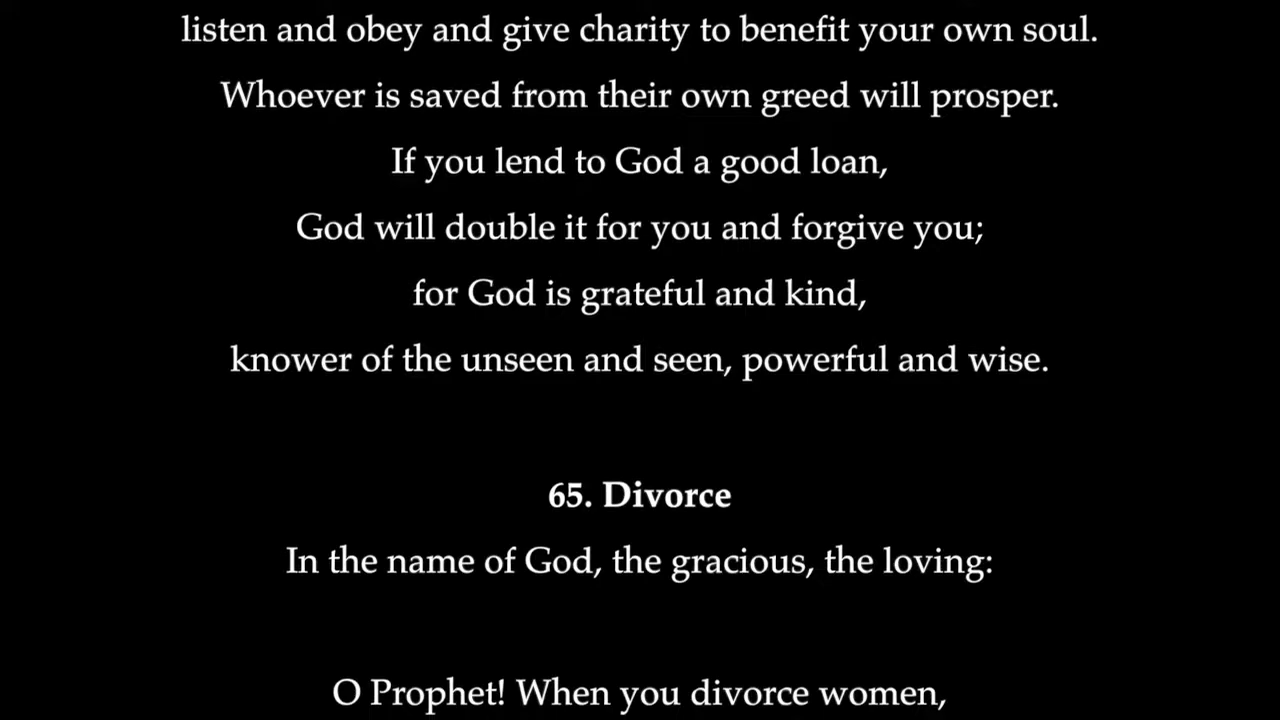 listen and obey and give charity to benefit your own soul.
Whoever is saved from their own greed will prosper.
If you lend to God a good loan,
God will double it for you and forgive you;
for God is grateful and kind,
knower of the unseen and seen, powerful and wise.
65. Divorce
In the name of God, the gracious, the loving:
O Prophet! When you divorce women,